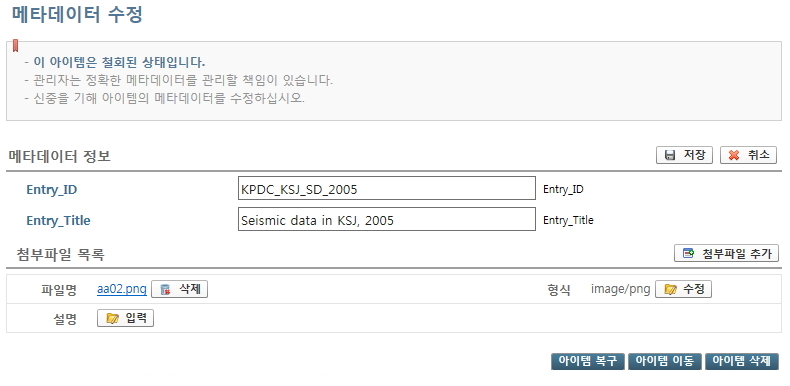 메타데이터 수정
- 이 아이템은 철회된 상태입니다.
- 관리자는 정확한 메타데이터를 관리할 책임이 있습니다.
- 신중을 기해 아이템의 메타데이터를 수정하십시오.
메타데이터 정보 저장 취소
Entry_ID KPDC_KSJ_SD_2005 Entry_ID
Entry_Title Seismic data in KSJ, 2005 Entry_Title
첨부파일 목록 첨부파일 추가
파일명 aa02.png 삭제 형식 image/png 수정
설명 입력
아이템 복구 아이템 이동 아이템 삭제